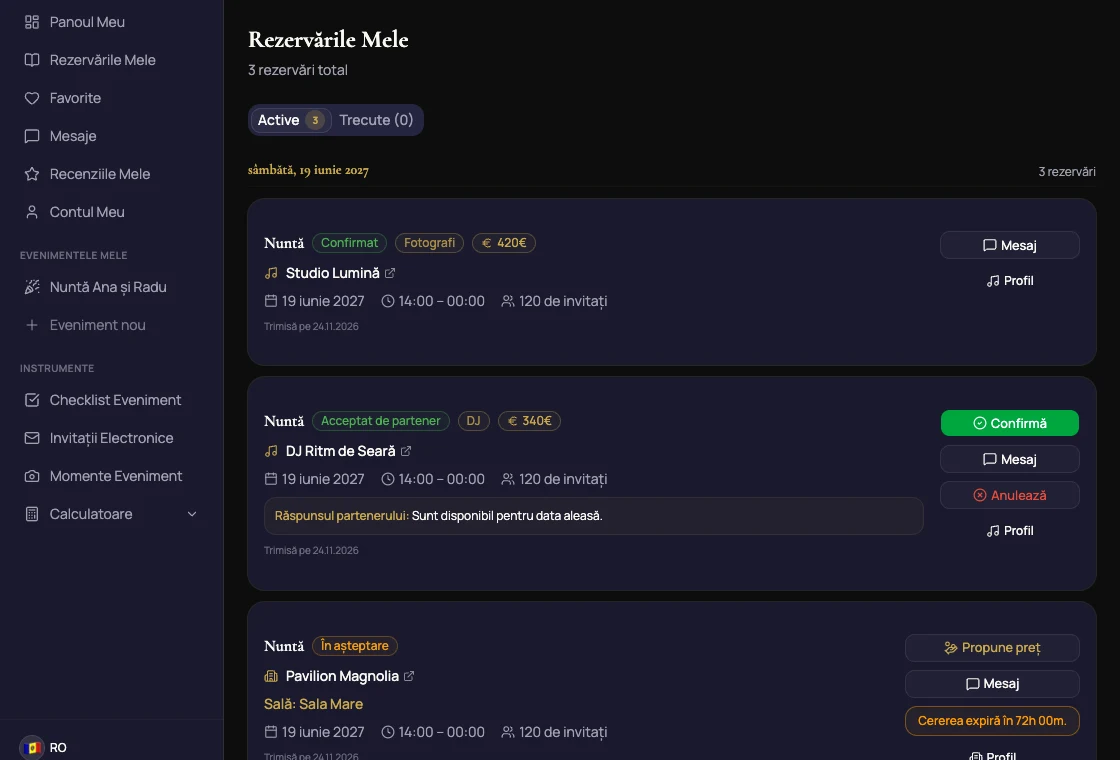 Panoul Meu
Rezervările Mele
Favorite
Mesaje
Recenziile Mele
Contul Meu
EVENIMENTELE MELE
Nuntă Ana și Radu
Eveniment nou
INSTRUMENTE
Checklist Eveniment
Invitații Electronice
Momente Eveniment
Calculatoare
RO
Rezervările Mele
3 rezervări total
Active 3 Trecute (0)
sâmbătă, 19 iunie 2027 3 rezervări
Nuntă Confirmat Fotografi € 420€
Studio Lumină
19 iunie 2027 14:00 – 00:00 120 de invitați
Trimisă pe 24.11.2026
Mesaj
Profil
Nuntă Acceptat de partener DJ € 340€
DJ Ritm de Seară
19 iunie 2027 14:00 – 00:00 120 de invitați
Răspunsul partenerului: Sunt disponibil pentru data aleasă.
Trimisă pe 24.11.2026
Confirmă
Mesaj
Anulează
Profil
Nuntă În așteptare
Pavilion Magnolia
Sală: Sala Mare
19 iunie 2027 14:00 – 00:00 120 de invitați
Trimisă pe 24.11.2026
Propune preț
Mesaj
Cererea expiră în 72h 00m.
Profil